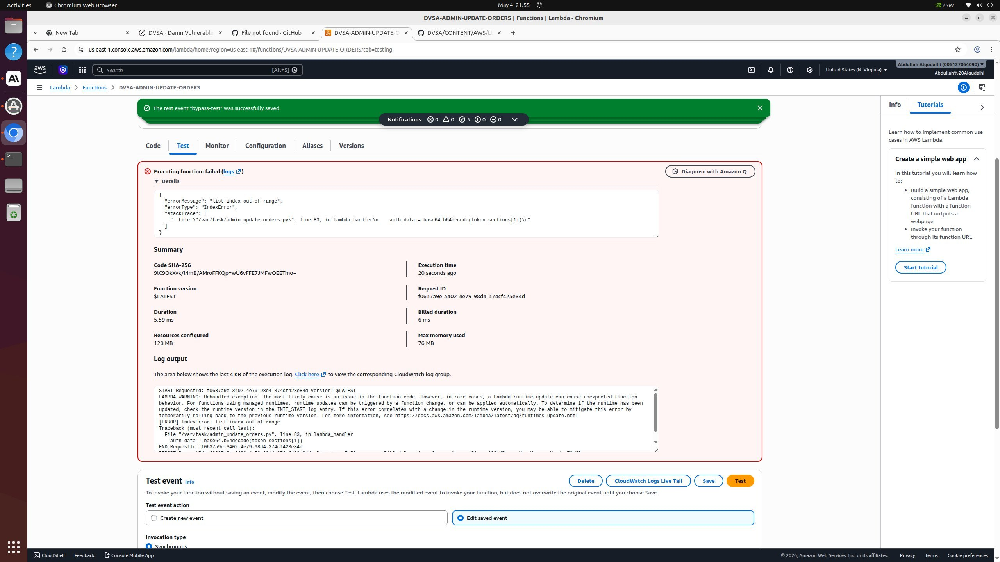 Activities
Chromium Web Browser
May 4 21:55
25W
DVSA-ADMIN-UPDATE-ORDERS | Functions | Lambda - Chromium
New Tab
DVSA - Damn Vulnerable
File not found · GitHub
DVSA-ADMIN-UPDATE-O
DVSA/CONTENT/AWS/LE
us-east-1.console.aws.amazon.com/lambda/home?region=us-east-1#/functions/DVSA-ADMIN-UPDATE-ORDERS?tab=testing
aws
Search
[Alt+S]
United States (N. Virginia)
Abdullah Alqudaihi (006127064090)
Abdullah%20Alqudaihi
Lambda
Functions
DVSA-ADMIN-UPDATE-ORDERS
The test event "bypass-test" was successfully saved.
Notifications 0 0 3 0 0
Code
Test
Monitor
Configuration
Aliases
Versions
Executing function: failed (logs)
Diagnose with Amazon Q
Details
{
"errorMessage": "list index out of range",
"errorType": "IndexError",
"stackTrace": [
" File \"/var/task/admin_update_orders.py\", line 83, in lambda_handler\n auth_data = base64.b64decode(token_sections[1])\n"
]
}
Summary
Code SHA-256
9lC9OkXvk/l4mB/AMroFFKQp+wU6vFFE7JMFwOEETmo=
Execution time
20 seconds ago
Function version
$LATEST
Request ID
f0637a9e-3402-4e79-98d4-374cf423e84d
Duration
5.59 ms
Billed duration
6 ms
Resources configured
128 MB
Max memory used
76 MB
Log output
The area below shows the last 4 KB of the execution log. Click here to view the corresponding CloudWatch log group.
START RequestId: f0637a9e-3402-4e79-98d4-374cf423e84d Version: $LATEST
LAMBDA_WARNING: Unhandled exception. The most likely cause is an issue in the function code. However, in rare cases, a Lambda runtime update can cause unexpected function
behavior. For functions using managed runtimes, runtime updates can be triggered by a function change, or can be applied automatically. To determine if the runtime has been
updated, check the runtime version in the INIT_START log entry. If this error correlates with a change in the runtime version, you may be able to mitigate this error by
temporarily rolling back to the previous runtime version. For more information, see https://docs.aws.amazon.com/lambda/latest/dg/runtimes-update.html
[ERROR] IndexError: list index out of range
Traceback (most recent call last):
File "/var/task/admin_update_orders.py", line 83, in lambda_handler
auth_data = base64.b64decode(token_sections[1])
END RequestId: f0637a9e-3402-4e79-98d4-374cf423e84d
Test event Info
Delete
CloudWatch Logs Live Tail
Save
Test
To invoke your function without saving an event, modify the event, then choose Test. Lambda uses the modified event to invoke your function, but does not overwrite the original event until you choose Save.
Test event action
Create new event
Edit saved event
Invocation type
Synchronous
Info
Tutorials
Learn how to implement common use
cases in AWS Lambda.
Create a simple web app
In this tutorial you will learn how
to:
Build a simple web app,
consisting of a Lambda
function with a function
URL that outputs a
webpage
Invoke your function
through its function URL
Learn more
Start tutorial
CloudShell
Feedback
Console Mobile App
© 2026, Amazon Web Services, Inc. or its affiliates.
Privacy
Terms
Cookie preferences